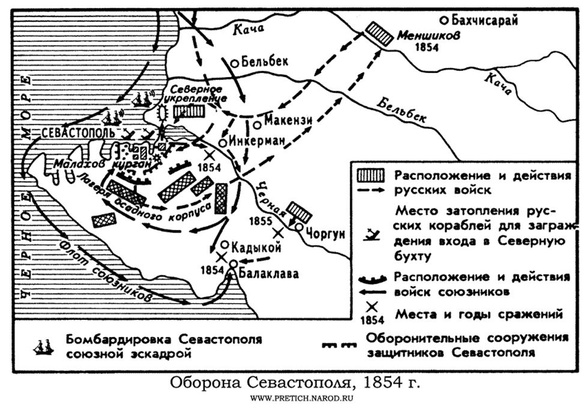 Бахчисарай
Кача
Меншиков
1854
Бельбек
Кача
Северное
укрепление
Бельбек
Макензи
СЕВАСТОПОЛЬ
Инкерман
Малахов курган
1854
Лагерь осадного корпуса
Черная
1855
Чоргун
Кадыкой
1854
Балаклава
Флот союзников
ЧЕРНОЕ МОРЕ
Расположение и действия
русских войск
Место затопления рус-
ских кораблей для заграж-
дения входа в Северную
бухту
Расположение и действия
войск союзников
1854
Места и годы сражений
Бомбардировка Севастополя
союзной эскадрой
Оборонительные сооружения
защитников Севастополя
Оборона Севастополя, 1854 г.
WWW.PRETICH.NAROD.RU